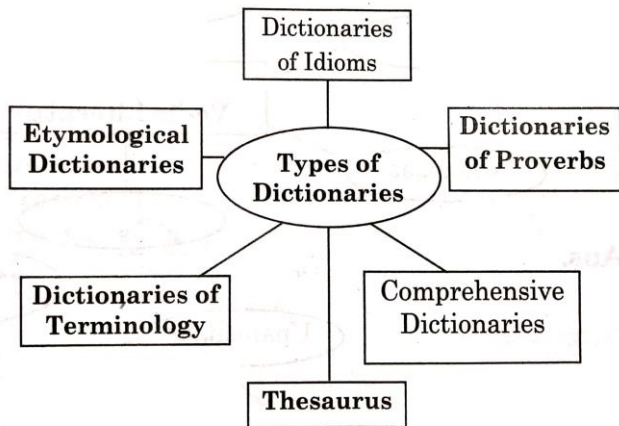 Dictionaries
of Idioms
Etymological
Dictionaries
Types of
Dictionaries
Dictionaries
of Proverbs
Dictionaries of
Terminology
Comprehensive
Dictionaries
Thesaurus